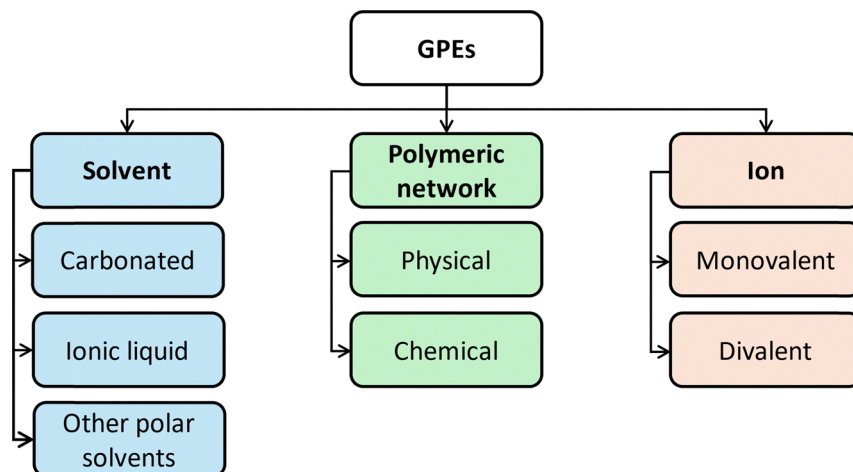 GPEs
Solvent
Carbonated
Ionic liquid
Other polar
solvents
Polymeric
network
Physical
Chemical
Ion
Monovalent
Divalent